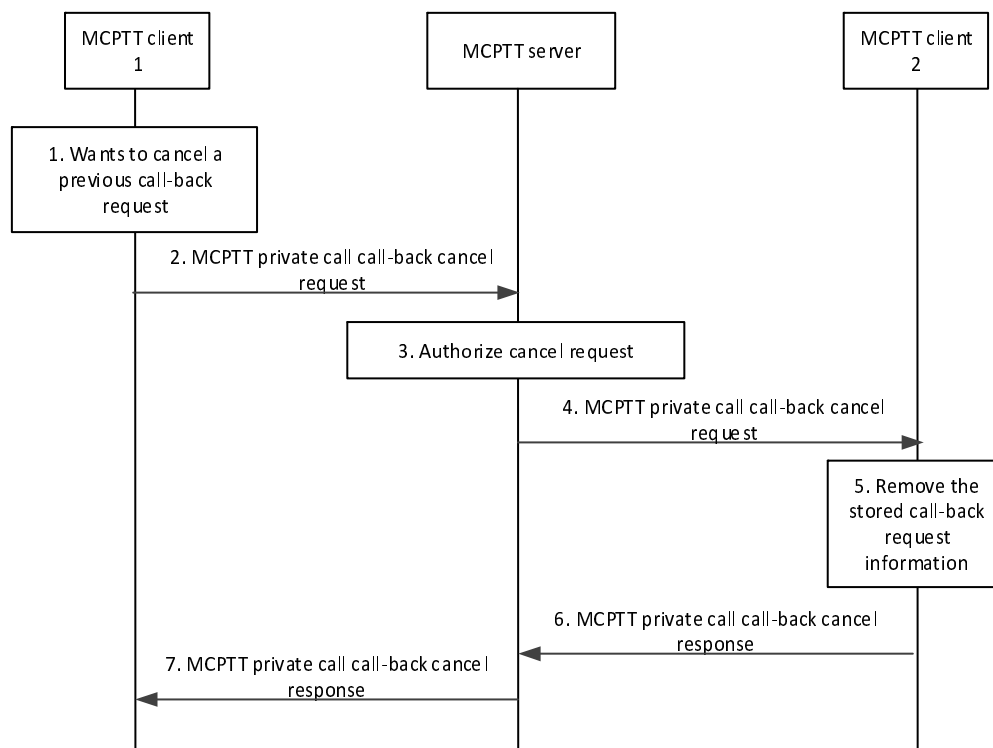 MCPTT client
1
MCPTT server
MCPTT client
2
1. Wants to cancel a
previous call-back
request
2. MCPTT private call call-back cancel
request
3. Authorize cancel request
4. MCPTT private call call-back cancel
request
5. Remove the
stored call-back
request
information
6. MCPTT private call call-back cancel
response
7. MCPTT private call call-back cancel
response